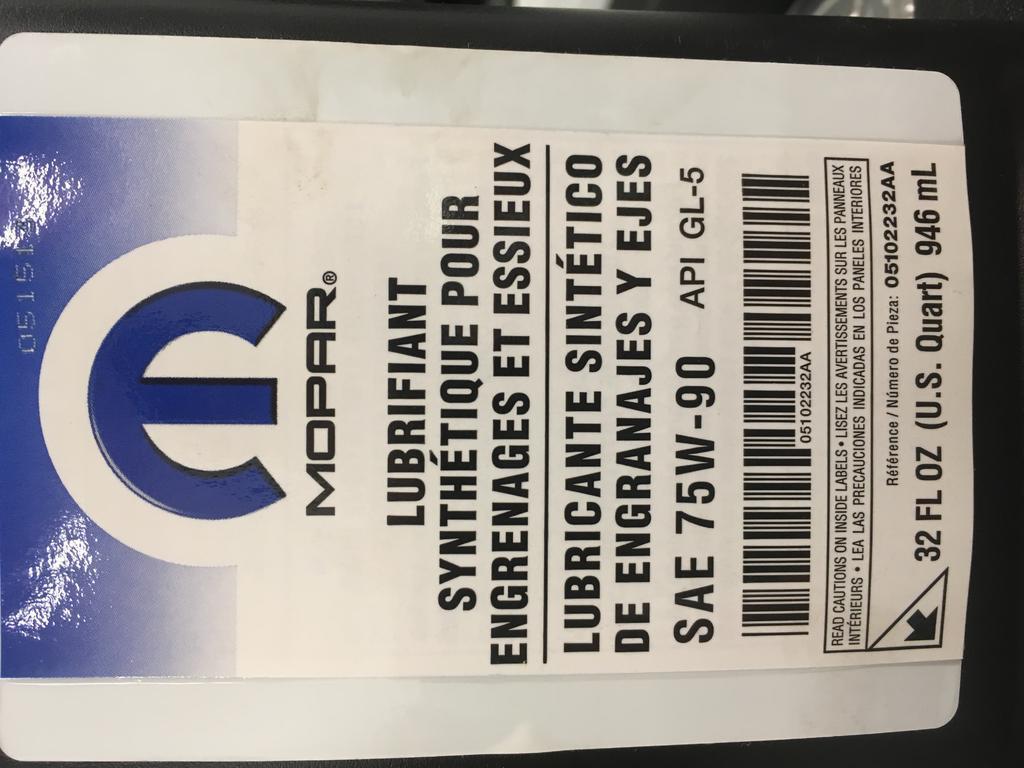 MOPAR®
LUBRIFIANT
SYNTHÉTIQUE POUR
ENGRENAGES ET ESSIEUX
LUBRICANTE SINTÉTICO
DE ENGRANAJES Y EJES
SAE 75W-90 API GL-5
05102232AA
READ CAUTIONS ON INSIDE LABELS • LISEZ LES AVERTISSEMENTS SUR LES PANNEAUX
INTÉRIEURS • LEA LAS PRECAUCIONES INDICADAS EN LOS PANELES INTERIORES
Référence / Número de Pieza: 05102232AA
32 FL OZ (U.S. Quart) 946 mL